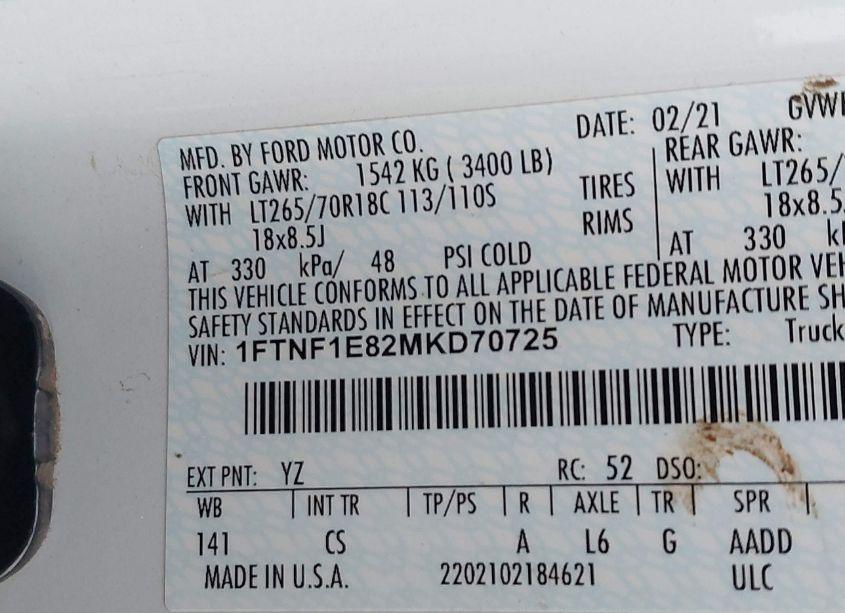 MFD. BY FORD MOTOR CO. DATE: 02/21 GVWR
FRONT GAWR: 1542 KG ( 3400 LB) REAR GAWR:
WITH LT265/70R18C 113/110S TIRES WITH LT265/
18x8.5J RIMS 18x8.5
AT 330 kPa/ 48 PSI COLD AT 330 k
THIS VEHICLE CONFORMS TO ALL APPLICABLE FEDERAL MOTOR VEH
SAFETY STANDARDS IN EFFECT ON THE DATE OF MANUFACTURE SH
VIN: 1FTNF1E82MKD70725 TYPE: Truck
EXT PNT: YZ RC: 52 DSO:
WB INT TR TP/PS R AXLE TR SPR
141 CS A L6 G AADD
MADE IN U.S.A. 2202102184621 ULC